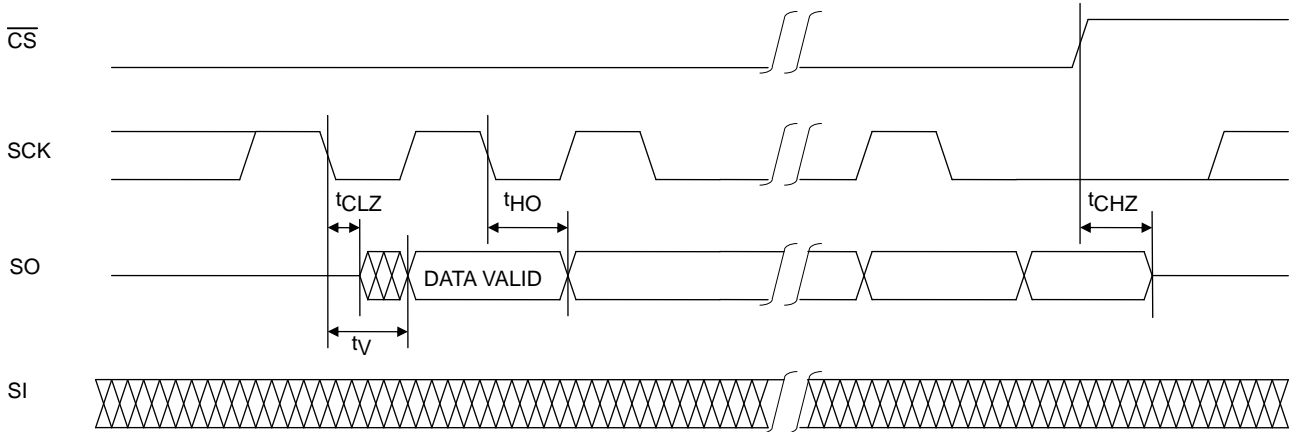 CS
SCK
tCLZ
tHO
tCHZ
SO
DATA VALID
tV
SI